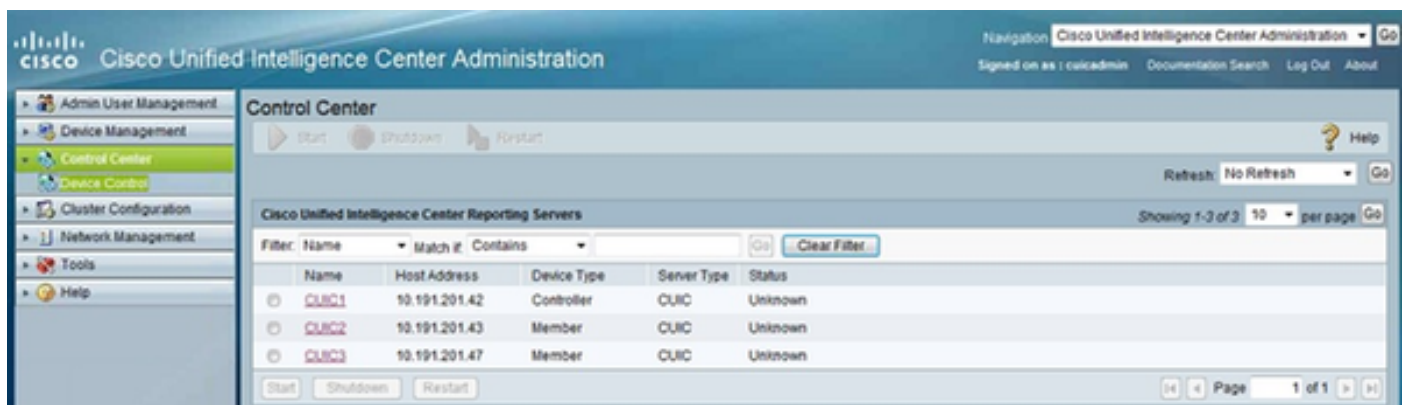 Navigation Cisco Unified Intelligence Center Administration Go
CISCO Cisco Unified Intelligence Center Administration
Signed on as : cuicadmin Documentation Search Log Out About
Admin User Management
Device Management
Control Center
Device Control
Cluster Configuration
Network Management
Tools
Help
Control Center
Start Shutdown Restart Help
Refresh: No Refresh Go
Cisco Unified Intelligence Center Reporting Servers Showing 1-3 of 3 10 per page Go
Filter: Name Match if: Contains Go Clear Filter
Name Host Address Device Type Server Type Status
CUIC1 10.191.201.42 Controller CUIC Unknown
CUIC2 10.191.201.43 Member CUIC Unknown
CUIC3 10.191.201.47 Member CUIC Unknown
Start Shutdown Restart Page 1 of 1